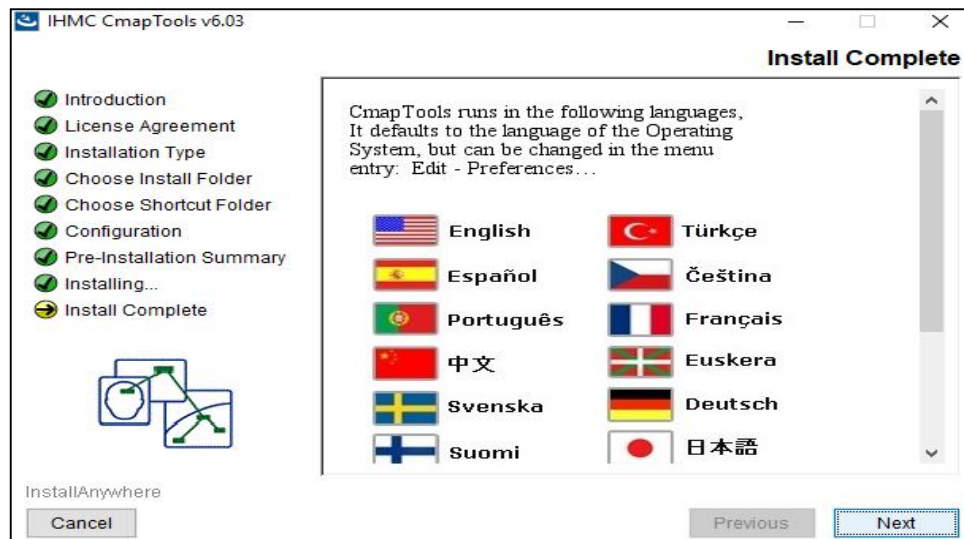 IHMC CmapTools v6.03
Install Complete
Introduction
License Agreement
Installation Type
Choose Install Folder
Choose Shortcut Folder
Configuration
Pre-Installation Summary
Installing...
Install Complete
CmapTools runs in the following languages,
It defaults to the language of the Operating
System, but can be changed in the menu
entry: Edit - Preferences...
English Türkçe
Español Čeština
Português Français
中文 Euskera
Svenska Deutsch
Suomi 日本語
InstallAnywhere
Cancel Previous Next